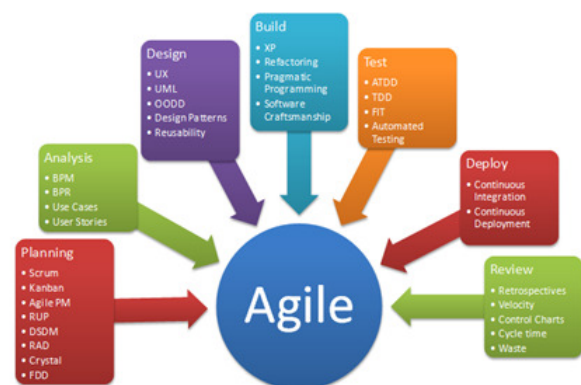 Planning
• Scrum
• Kanban
• Agile PM
• RUP
• DSDM
• RAD
• Crystal
• FDD
Analysis
• BPM
• BPR
• Use Cases
• User Stories
Design
• UX
• UML
• OODD
• Design Patterns
• Reusability
Build
• XP
• Refactoring
• Pragmatic
Programming
• Software
Craftsmanship
Test
• ATDD
• TDD
• FIT
• Automated
Testing
Deploy
• Continuous
Integration
• Continuous
Deployment
Review
• Retrospectives
• Velocity
• Control Charts
• Cycle time
• Waste
Agile